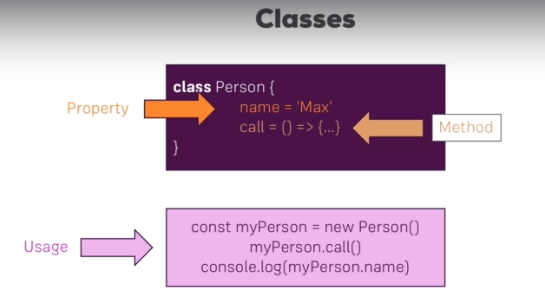 Classes
class Person {
Property
name = 'Max'
call = () => {...}
Method
}
Usage
const myPerson = new Person()
myPerson.call()
console.log(myPerson.name)